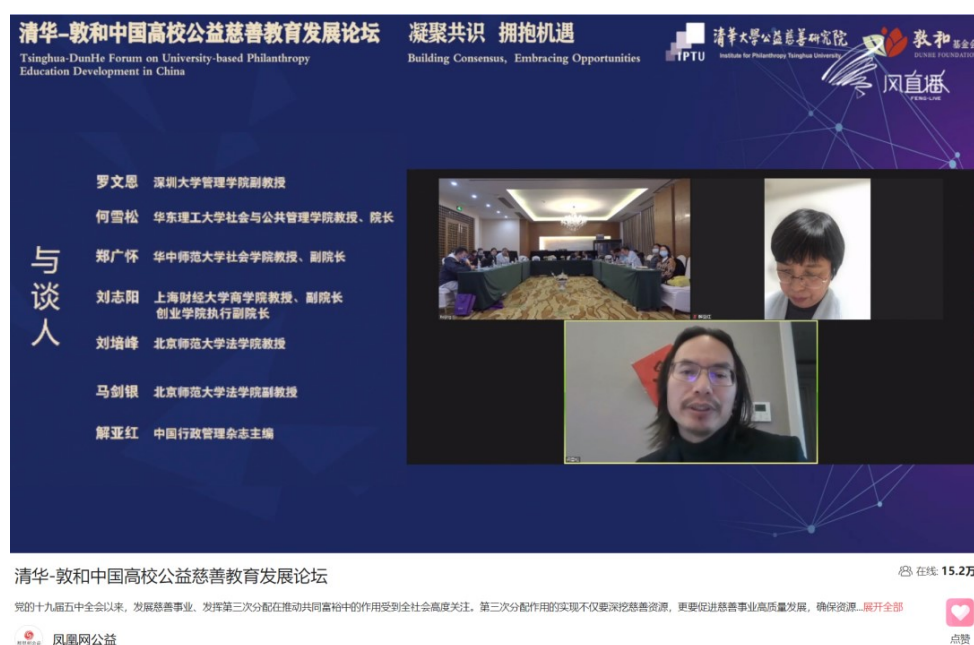 清华-敦和中国高校公益慈善教育发展论坛
Tsinghua-DunHe Forum on University-based Philanthropy
Education Development in China
凝聚共识 拥抱机遇
Building Consensus, Embracing Opportunities
IPTU
清华大学公益慈善研究院
Institute for Philanthropy Tsinghua University
敦和基金会
DUNHE FOUNDATION
风直播
FENG LIVE
与谈人
罗文恩 深圳大学管理学院副教授
何雪松 华东理工大学社会与公共管理学院教授、院长
郑广怀 华中师范大学社会学院教授、副院长
刘志阳 上海财经大学商学院教授、副院长
创业学院执行副院长
刘培峰 北京师范大学法学院教授
马剑银 北京师范大学法学院副教授
解亚红 中国行政管理杂志主编
清华-敦和中国高校公益慈善教育发展论坛
在线: 15.2万
党的十九届五中全会以来，发展慈善事业、发挥第三次分配在推动共同富裕中的作用受到全社会高度关注。第三次分配作用的实现不仅要深挖慈善资源，更要促进慈善事业高质量发展，确保资源...展开全部
凤凰网公益
点赞